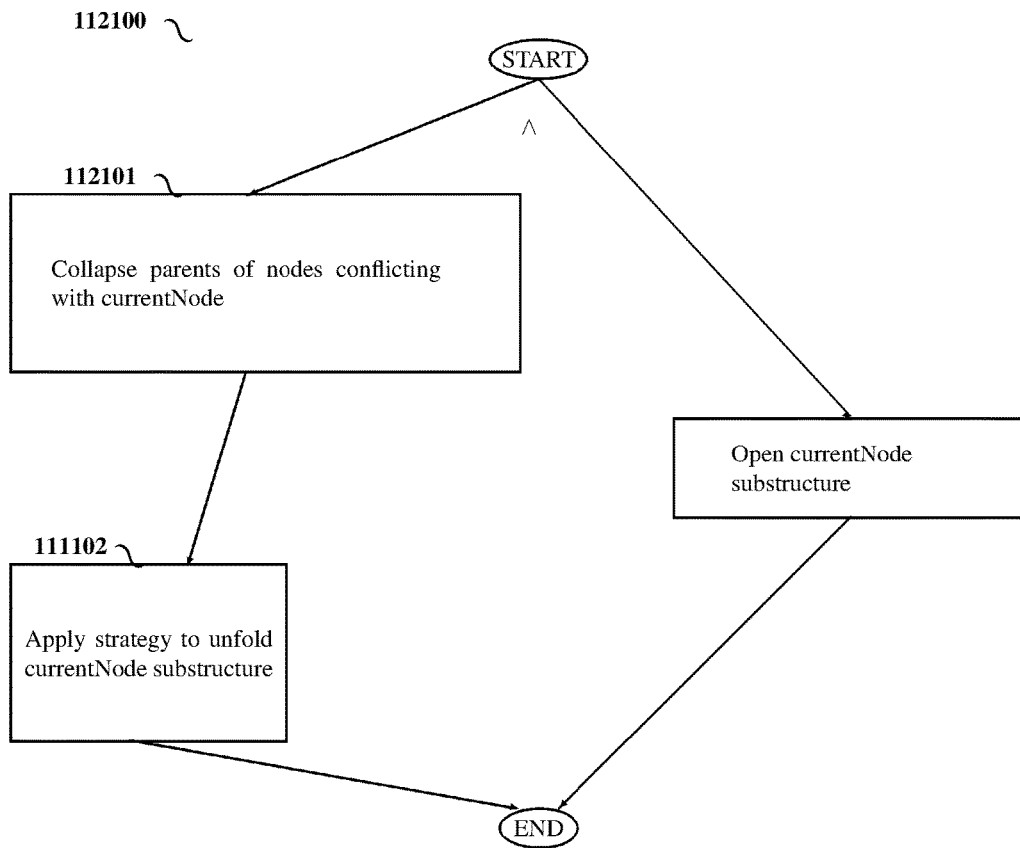 112100
START
∧
112101
Collapse parents of nodes conflicting
with currentNode
Open currentNode
substructure
111102
Apply strategy to unfold
currentNode substructure
END